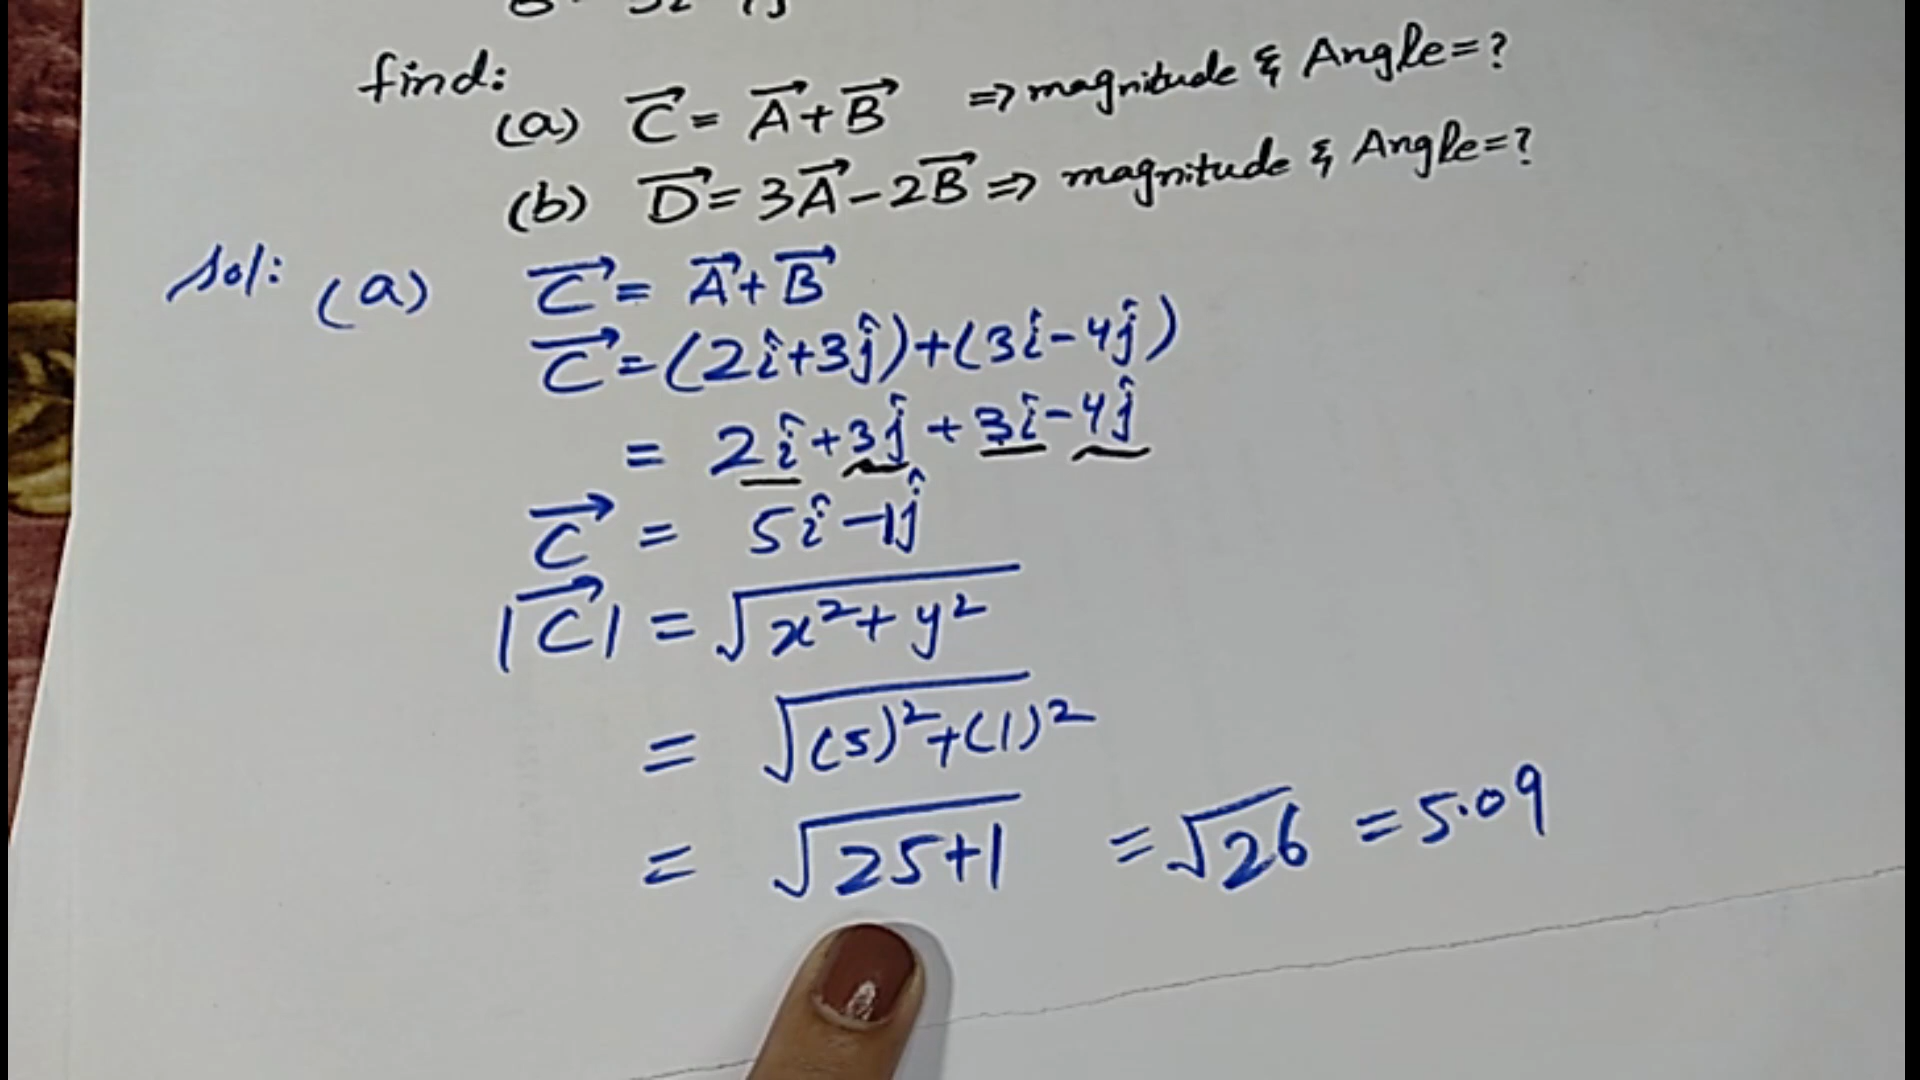 find:
(a) C⃗ = A⃗ + B⃗ ⇒ magnitude & Angle = ?
(b) D⃗ = 3A⃗ − 2B⃗ ⇒ magnitude & Angle = ?
Sol: (a) C⃗ = A⃗ + B⃗
C⃗ = (2î + 3ĵ) + (3î − 4ĵ)
= 2î + 3ĵ + 3î − 4ĵ
C⃗ = 5î − 1ĵ
|C⃗| = √x² + y²
= √(5)² + (1)²
= √25+1 = √26 = 5.09